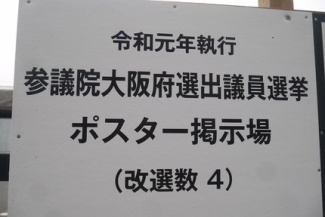 令和元年執行
参議院大阪府選出議員選挙
ポスター掲示場
（改選数 4）